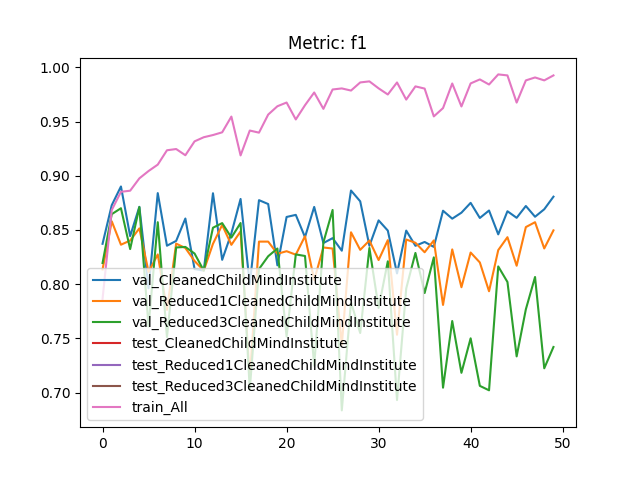 Metric: f1
1.00
0.95
0.90
0.85
0.80
0.75
0.70
val_CleanedChildMindInstitute
val_Reduced1CleanedChildMindInstitute
val_Reduced3CleanedChildMindInstitute
test_CleanedChildMindInstitute
test_Reduced1CleanedChildMindInstitute
test_Reduced3CleanedChildMindInstitute
train_All
0 10 20 30 40 50